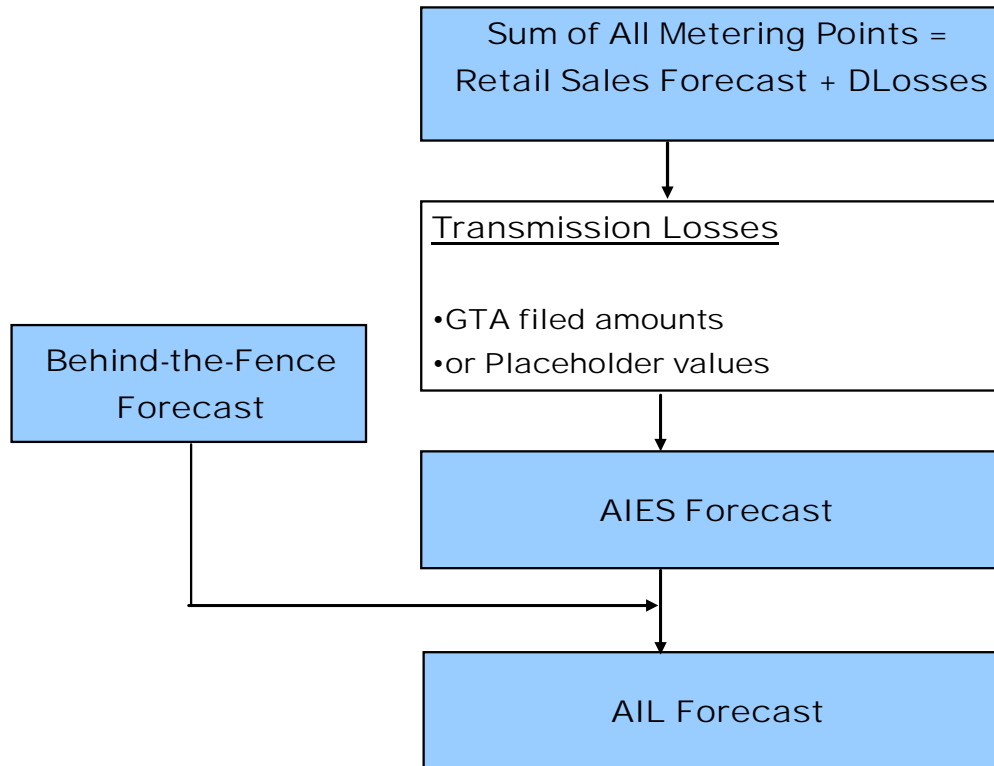 Sum of All Metering Points =
Retail Sales Forecast + DLosses
Transmission Losses
•GTA filed amounts
•or Placeholder values
Behind-the-Fence
Forecast
AIES Forecast
AIL Forecast